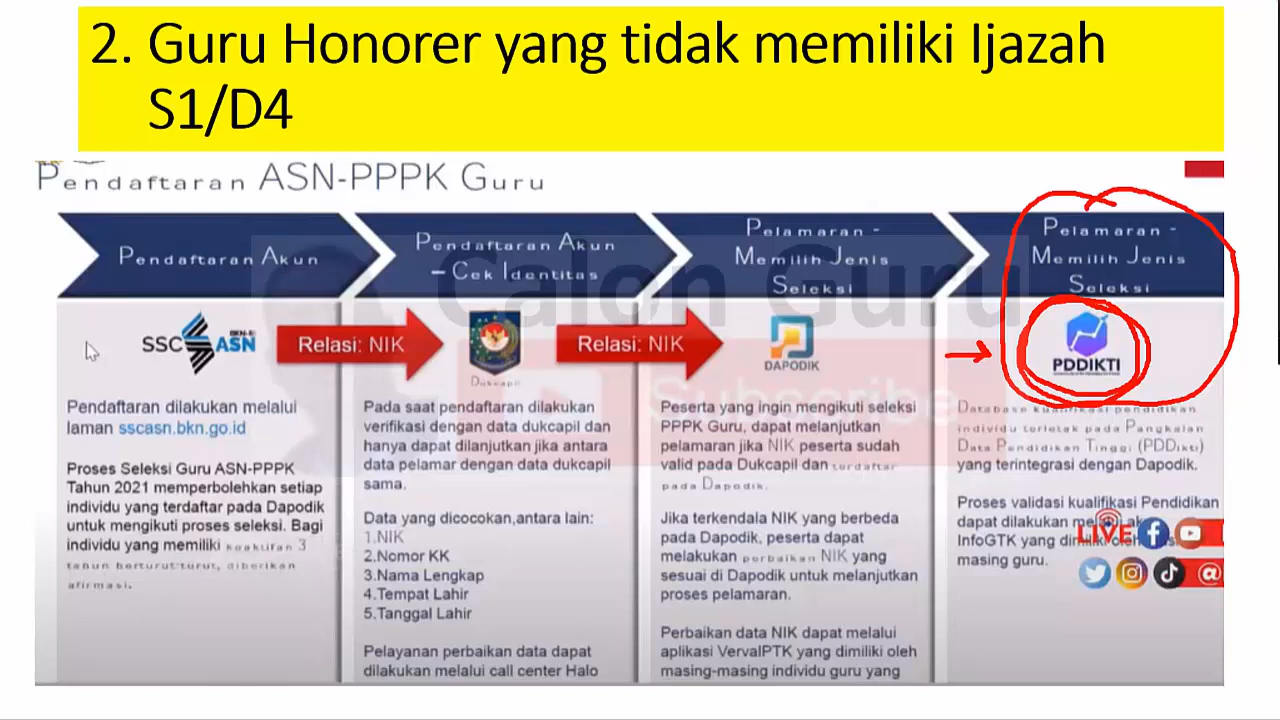 2. Guru Honorer yang tidak memiliki Ijazah
S1/D4
Pendaftaran ASN-PPPK Guru
Pendaftaran Akun
Pendaftaran Akun
– Cek Identitas
Pelamaran -
Memilih Jenis
Seleksi
Pelamaran -
Memilih Jenis
Seleksi
Calon Guru
Subscribe
SSC ASN
BKN
Relasi: NIK
Dukcapil
Relasi: NIK
DAPODIK
PDDIKTI
Pendaftaran dilakukan melalui
laman sscasn.bkn.go.id
Proses Seleksi Guru ASN-PPPK
Tahun 2021 memperbolehkan setiap
individu yang terdaftar pada Dapodik
untuk mengikuti proses seleksi. Bagi
individu yang memiliki keaktifan 3
tahun berturut-turut, diberikan
afirmasi.
Pada saat pendaftaran dilakukan
verifikasi dengan data dukcapil dan
hanya dapat dilanjutkan jika antara
data pelamar dengan data dukcapil
sama.
Data yang dicocokan,antara lain:
1.NIK
2.Nomor KK
3.Nama Lengkap
4.Tempat Lahir
5.Tanggal Lahir
Pelayanan perbaikan data dapat
dilakukan melalui call center Halo
Peserta yang ingin mengikuti seleksi
PPPK Guru, dapat melanjutkan
pelamaran jika NIK peserta sudah
valid pada Dukcapil dan terdaftar
pada Dapodik.
Jika terkendala NIK yang berbeda
pada Dapodik, peserta dapat
melakukan perbaikan NIK yang
sesuai di Dapodik untuk melanjutkan
proses pelamaran.
Perbaikan data NIK dapat melalui
aplikasi VervalPTK yang dimiliki oleh
masing-masing individu guru yang
Database kualifikasi pendidikan
individu terletak pada Pangkalan
Data Pendidikan Tinggi (PDDikti)
yang terintegrasi dengan Dapodik.
Proses validasi kualifikasi Pendidikan
dapat dilakukan
InfoGTK yang
masing guru.
LIVE